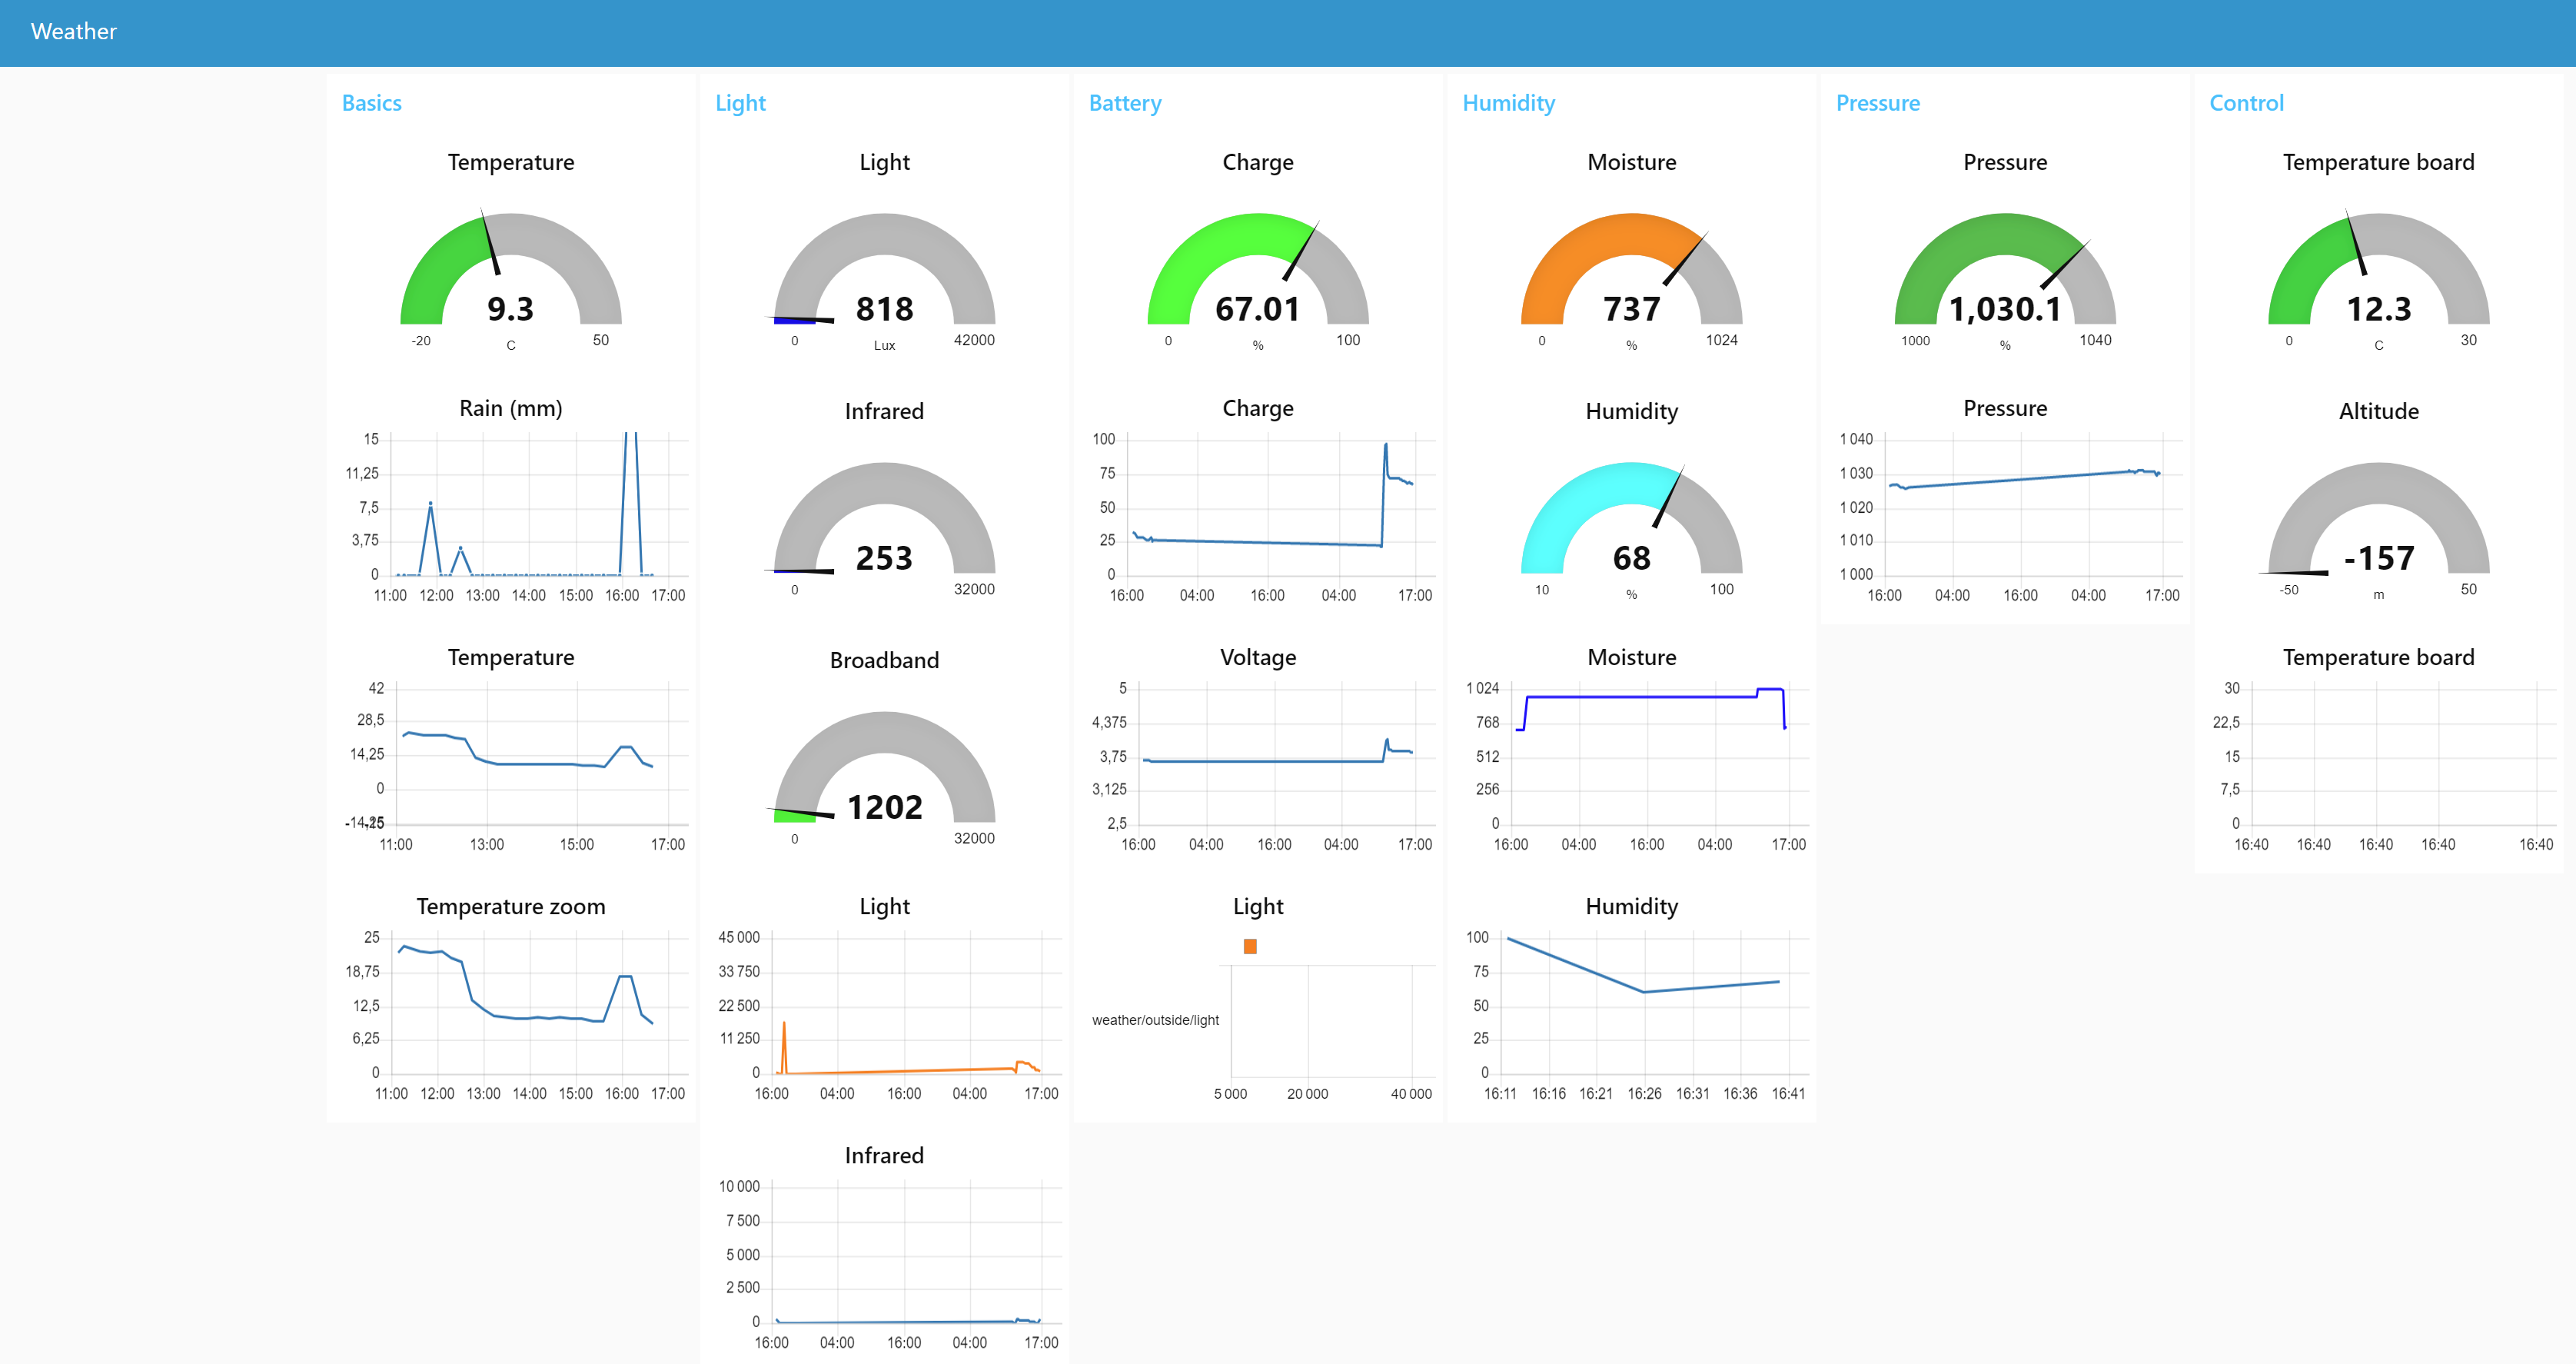 Weather
Basics
Temperature
9.3
-20
C
50
Rain (mm)
15
11,25
7,5
3,75
0
11:00 12:00 13:00 14:00 15:00 16:00 17:00
Temperature
42
28,5
14,25
0
-14,25
-15
11:00 13:00 15:00 17:00
Temperature zoom
25
18,75
12,5
6,25
0
11:00 12:00 13:00 14:00 15:00 16:00 17:00
Light
Light
818
0
Lux
42000
Infrared
253
0
32000
Broadband
1202
0
32000
Light
45 000
33 750
22 500
11 250
0
16:00 04:00 16:00 04:00 17:00
Infrared
10 000
7 500
5 000
2 500
0
16:00 04:00 16:00 04:00 17:00
Battery
Charge
67.01
0
%
100
Charge
100
75
50
25
0
16:00 04:00 16:00 04:00 17:00
Voltage
5
4,375
3,75
3,125
2,5
16:00 04:00 16:00 04:00 17:00
Light
weather/outside/light
5 000 20 000 40 000
Humidity
Moisture
737
0
%
1024
Humidity
68
10
%
100
Moisture
1 024
768
512
256
0
16:00 04:00 16:00 04:00 17:00
Humidity
100
75
50
25
0
16:11 16:16 16:21 16:26 16:31 16:36 16:41
Pressure
Pressure
1,030.1
1000
%
1040
Pressure
1 040
1 030
1 020
1 010
1 000
16:00 04:00 16:00 04:00 17:00
Control
Temperature board
12.3
0
C
30
Altitude
-157
-50
m
50
Temperature board
30
22,5
15
7,5
0
16:40 16:40 16:40 16:40 16:40